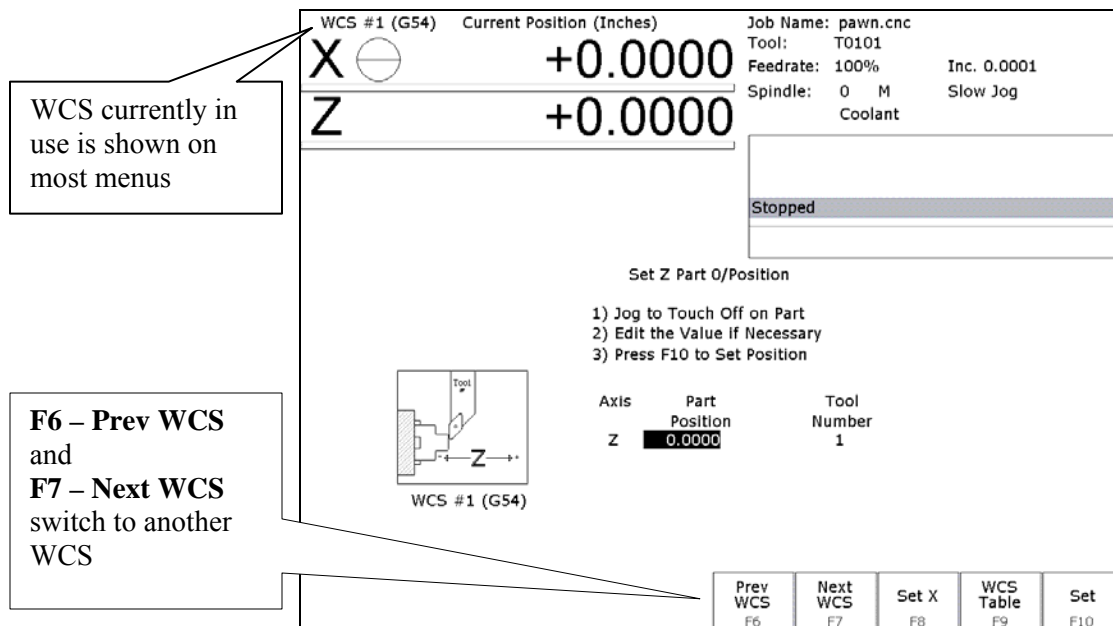 WCS #1 (G54) Current Position (Inches)
X +0.0000
Z +0.0000
Job Name: pawn.cnc
Tool: T0101
Feedrate: 100% Inc. 0.0001
Spindle: 0 M Slow Jog
Coolant
Stopped
WCS currently in
use is shown on
most menus
Set Z Part 0/Position
1) Jog to Touch Off on Part
2) Edit the Value if Necessary
3) Press F10 to Set Position
Axis Part Tool
Position Number
Z 0.0000 1
Tool
- Z +
WCS #1 (G54)
F6 – Prev WCS
and
F7 – Next WCS
switch to another
WCS
Prev
WCS
F6
Next
WCS
F7
Set X
F8
WCS
Table
F9
Set
F10